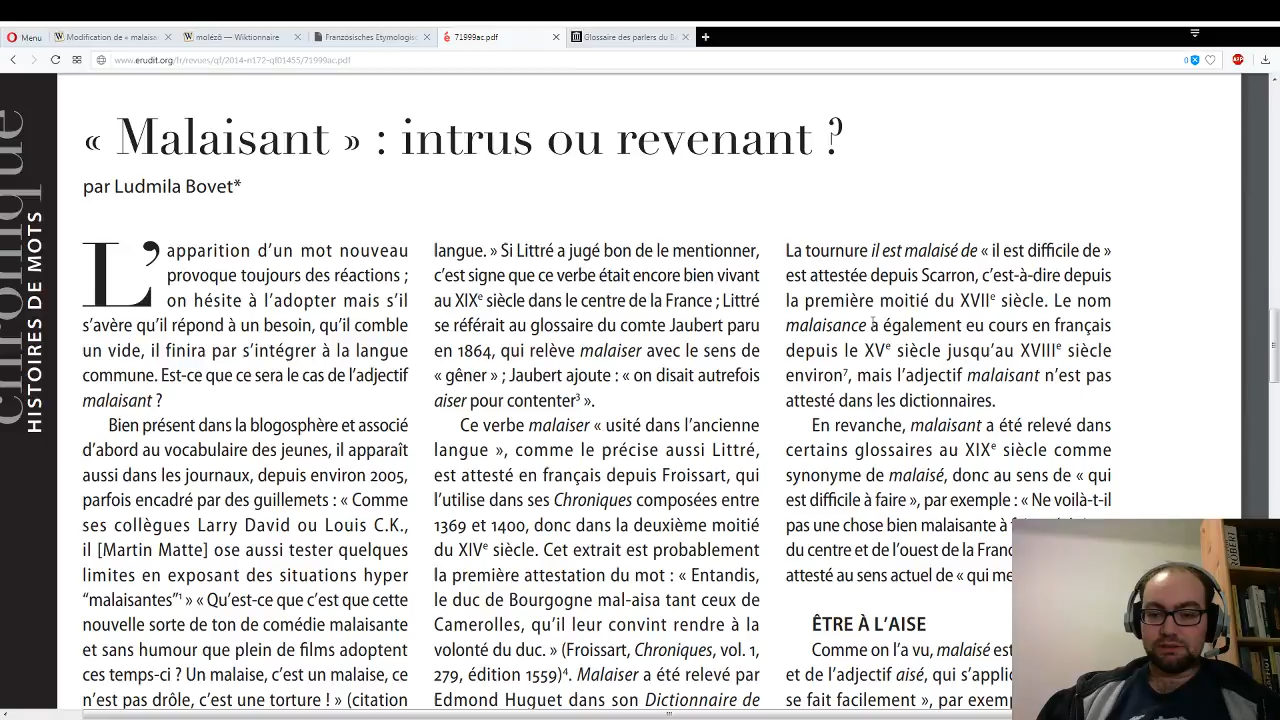 Menu
Modification de « malaisa
molézô — Wiktionnaire
Französisches Etymologis
71999ac.pdf
Glossaire des parlers du B
www.erudit.org/fr/revues/qf/2014-n172-qf01455/71999ac.pdf
0
ABP
chronique
HISTOIRES DE MOTS
« Malaisant » : intrus ou revenant ?
par Ludmila Bovet*
L’apparition d’un mot nouveau
provoque toujours des réactions ;
on hésite à l’adopter mais s’il
s’avère qu’il répond à un besoin, qu’il comble
un vide, il finira par s’intégrer à la langue
commune. Est-ce que ce sera le cas de l’adjectif
malaisant ?
Bien présent dans la blogosphère et associé
d’abord au vocabulaire des jeunes, il apparaît
aussi dans les journaux, depuis environ 2005,
parfois encadré par des guillemets : « Comme
ses collègues Larry David ou Louis C.K.,
il [Martin Matte] ose aussi tester quelques
limites en exposant des situations hyper
“malaisantes”¹ » « Qu’est-ce que c’est que cette
nouvelle sorte de ton de comédie malaisante
et sans humour que plein de films adoptent
ces temps-ci ? Un malaise, c’est un malaise, ce
n’est pas drôle, c’est une torture ! » (citation
langue. » Si Littré a jugé bon de le mentionner,
c’est signe que ce verbe était encore bien vivant
au XIXᵉ siècle dans le centre de la France ; Littré
se référait au glossaire du comte Jaubert paru
en 1864, qui relève malaiser avec le sens de
« gêner » ; Jaubert ajoute : « on disait autrefois
aiser pour contenter³ ».
Ce verbe malaiser « usité dans l’ancienne
langue », comme le précise aussi Littré,
est attesté en français depuis Froissart, qui
l’utilise dans ses Chroniques composées entre
1369 et 1400, donc dans la deuxième moitié
du XIVᵉ siècle. Cet extrait est probablement
la première attestation du mot : « Entandis,
le duc de Bourgogne mal-aisa tant ceux de
Canterolles, qu’il leur convint rendre à la
volonté du duc. » (Froissart, Chroniques, vol. 1,
279, édition 1559)⁴. Malaiser a été relevé par
Edmond Huguet dans son Dictionnaire de
La tournure il est malaisé de « il est difficile de »
est attestée depuis Scarron, c’est-à-dire depuis
la première moitié du XVIIᵉ siècle. Le nom
malaisance a également eu cours en français
depuis le XVᵉ siècle jusqu’au XVIIIᵉ siècle
environ⁷, mais l’adjectif malaisant n’est pas
attesté dans les dictionnaires.
En revanche, malaisant a été relevé dans
certains glossaires au XIXᵉ siècle comme
synonyme de malaisé, donc au sens de « qui
est difficile à faire », par exemple : « Ne voilà-t-il
pas une chose bien malaisante à
du centre et de l’ouest de la Franc
attesté au sens actuel de « qui me
ÊTRE À L’AISE
Comme on l’a vu, malaisé est
et de l’adjectif aisé, qui s’appli
se fait facilement », par exem